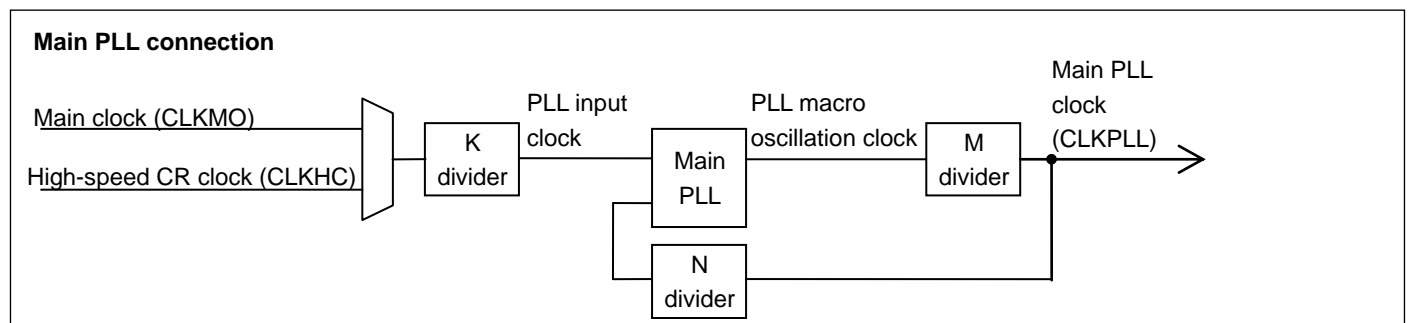 Main PLL connection
Main clock (CLKMO)
High-speed CR clock (CLKHC)
K
divider
PLL input
clock
Main
PLL
N
divider
PLL macro
oscillation clock
M
divider
Main PLL
clock
(CLKPLL)